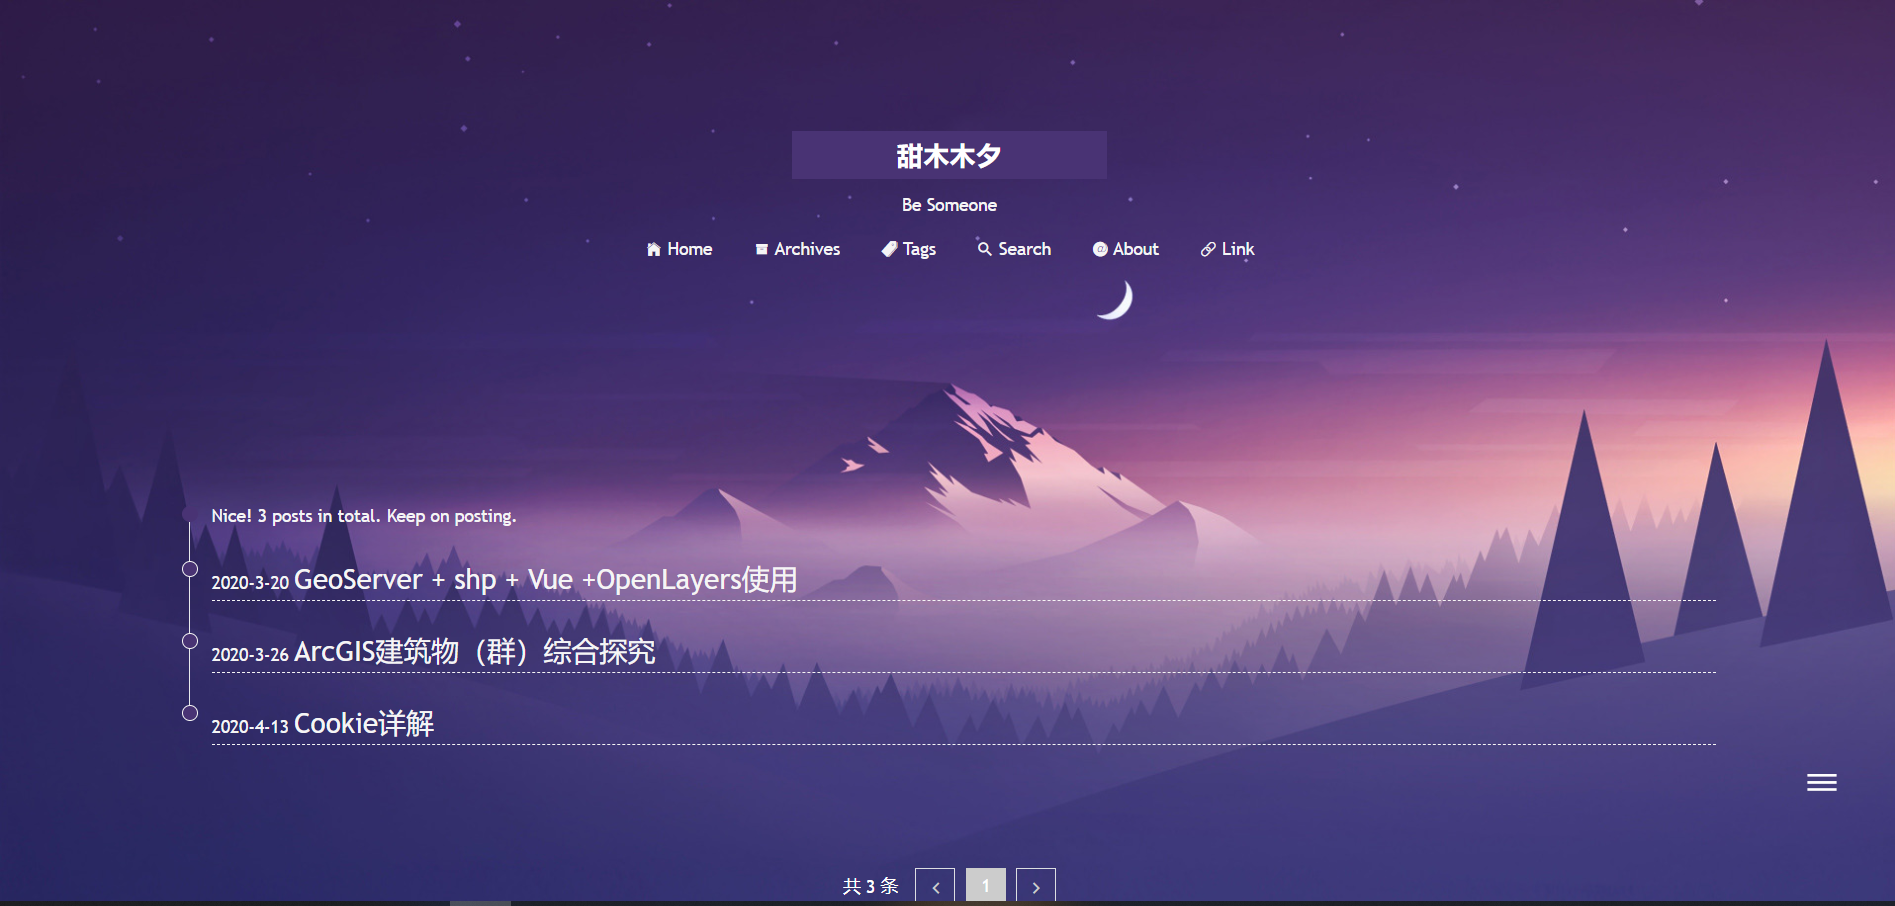 甜木木夕
Be Someone
Home Archives Tags Search About Link
Nice! 3 posts in total. Keep on posting.
2020-3-20 GeoServer + shp + Vue +OpenLayers使用
2020-3-26 ArcGIS建筑物（群）综合探究
2020-4-13 Cookie详解
共 3 条 1